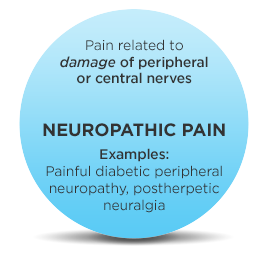 Pain related to
damage of peripheral
or central nerves
NEUROPATHIC PAIN
Examples:
Painful diabetic peripheral
neuropathy, postherpetic
neuralgia